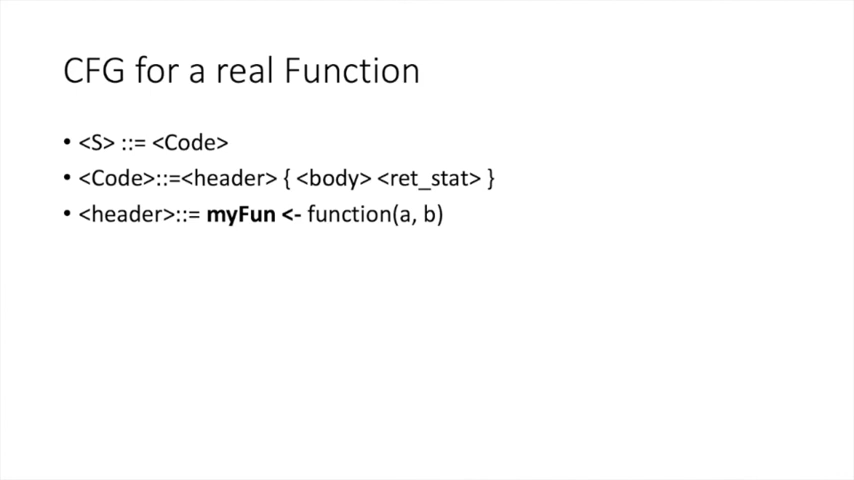 CFG for a real Function
• <S> ::= <Code>
• <Code>::=<header> { <body> <ret_stat> }
• <header>::= myFun <- function(a, b)